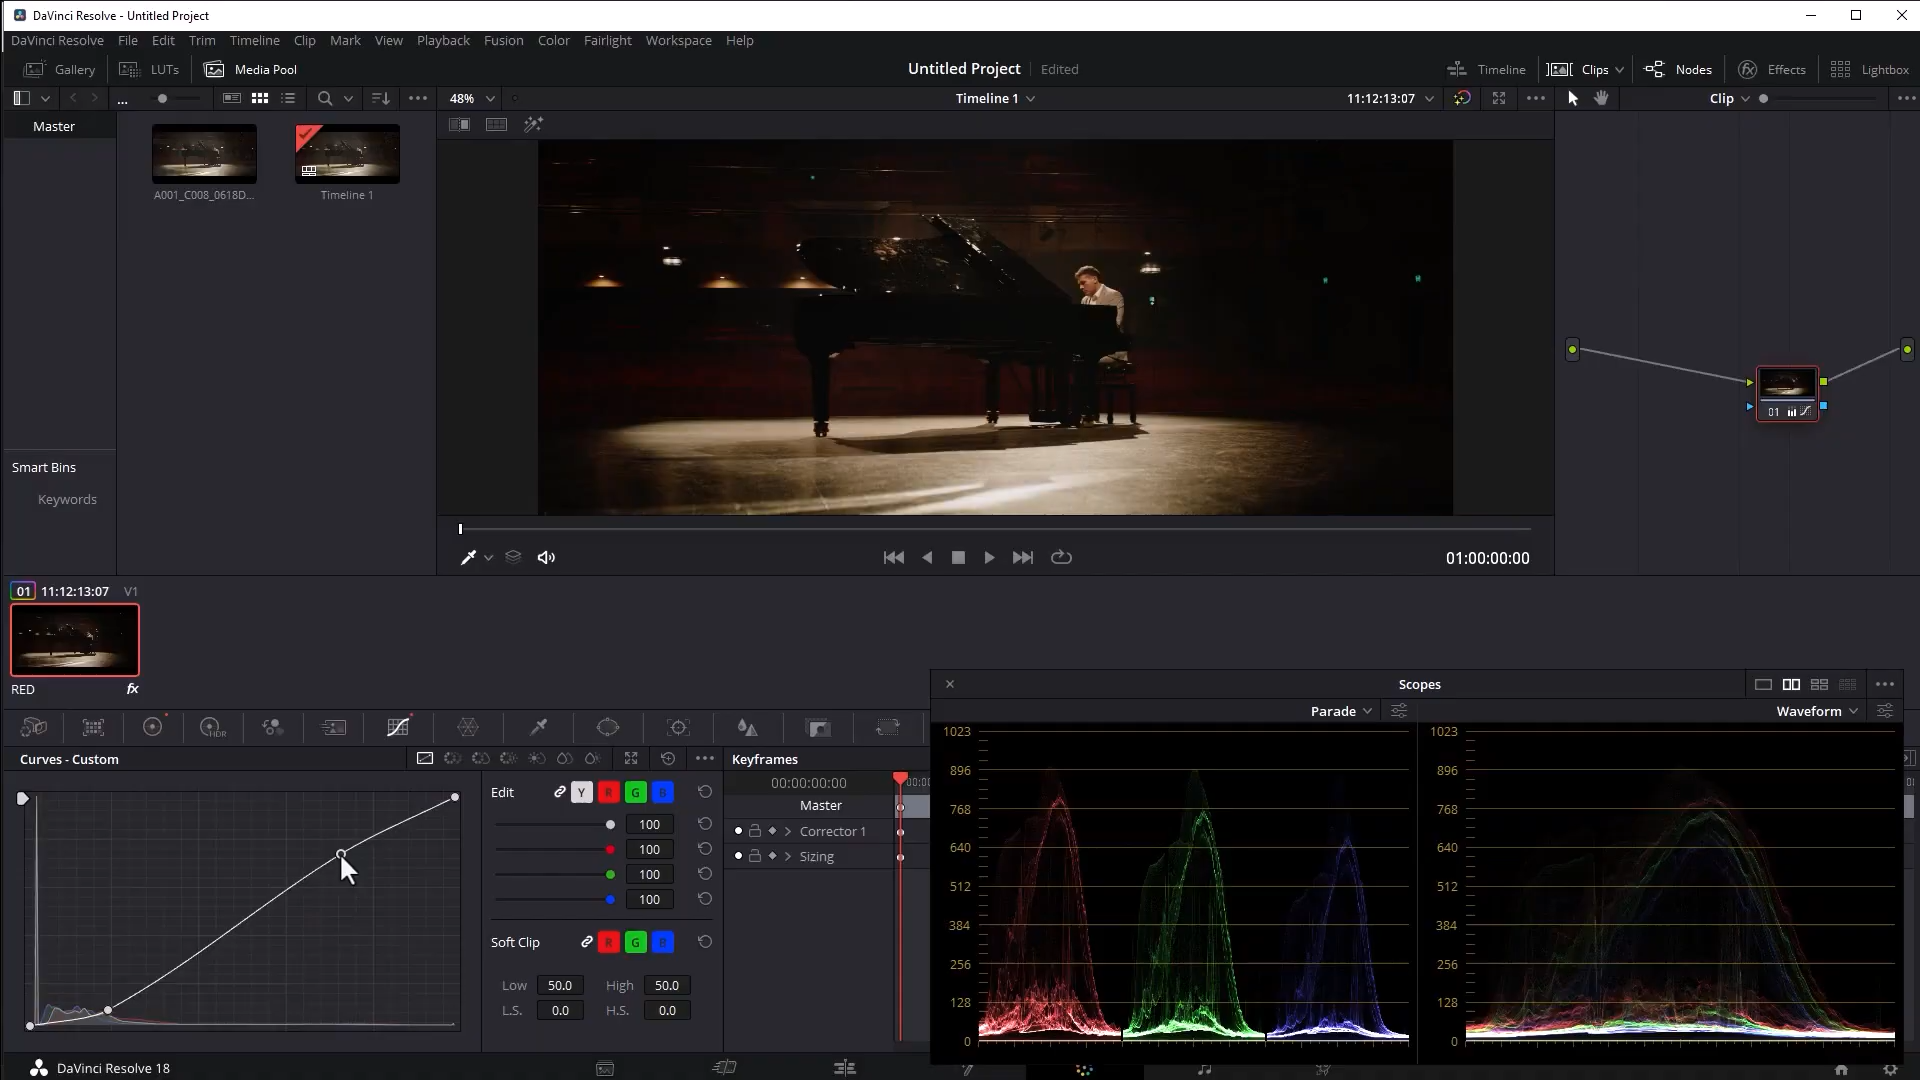 DaVinci Resolve - Untitled Project
DaVinci Resolve File Edit Trim Timeline Clip Mark View Playback Fusion Color Fairlight Workspace Help
Gallery LUTs Media Pool Untitled Project Edited Timeline Clips Nodes fx Effects Lightbox
... 48% Timeline 1 11:12:13:07 Clip
Master
A001_C008_0618D... Timeline 1
01
Smart Bins
Keywords
01:00:00:00
01 11:12:13:07 V1
RED fx
Scopes
HDR
Parade Waveform
Curves - Custom Keyframes
1023 1023
896 896
768 768
640 640
512 512
384 384
256 256
128 128
0 0
Edit Y R G B
100
100
100
100
Soft Clip R G B
Low 50.0 High 50.0
L.S. 0.0 H.S. 0.0
00:00:00:00
Master
Corrector 1
Sizing
DaVinci Resolve 18